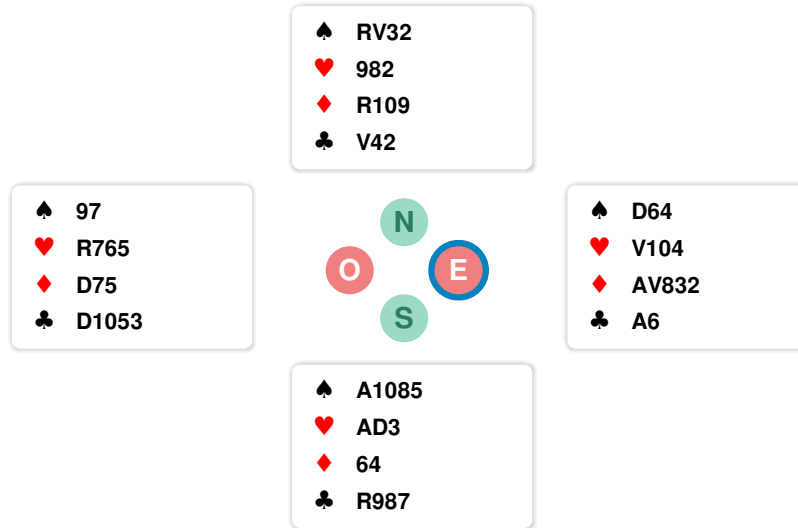 ♠ RV32
♥ 982
♦ R109
♣ V42
♠ 97
♥ R765
♦ D75
♣ D1053
N
O
E
S
♠ D64
♥ V104
♦ AV832
♣ A6
♠ A1085
♥ AD3
♦ 64
♣ R987